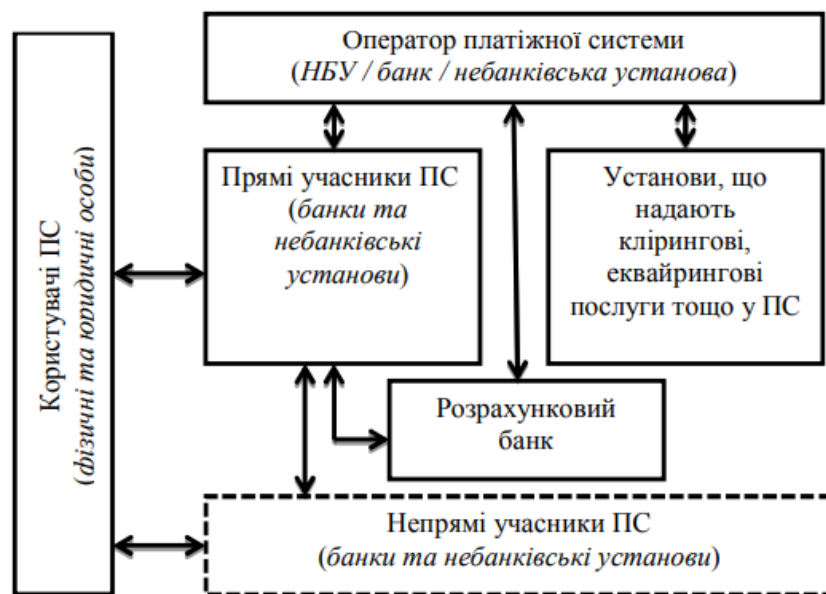 Оператор платіжної системи
(НБУ / банк / небанківська установа)
Користувачі ПС
(фізичні та юридичні особи)
Прямі учасники ПС
(банки та
небанківські
установи)
Установи, що
надають
клірингові,
еквайрингові
послуги тощо у ПС
Розрахунковий
банк
Непрямі учасники ПС
(банки та небанківські установи)